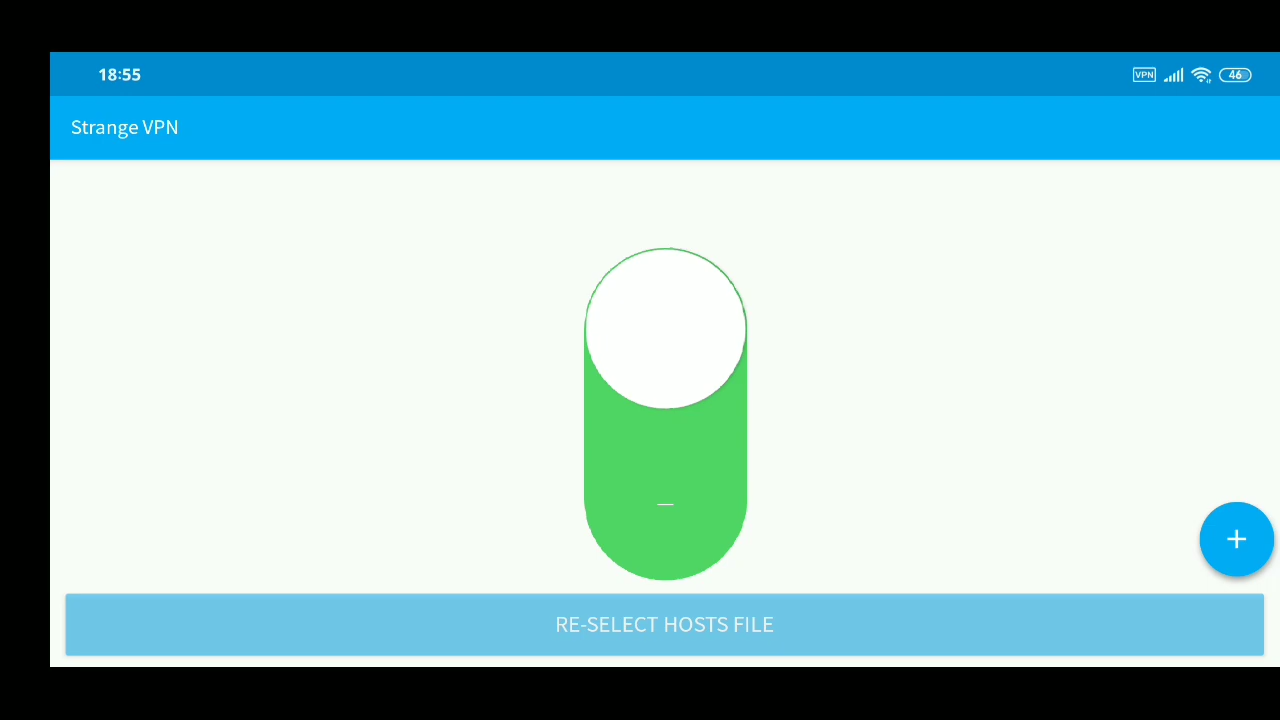 18:55
VPN
46
Strange VPN
+
RE-SELECT HOSTS FILE